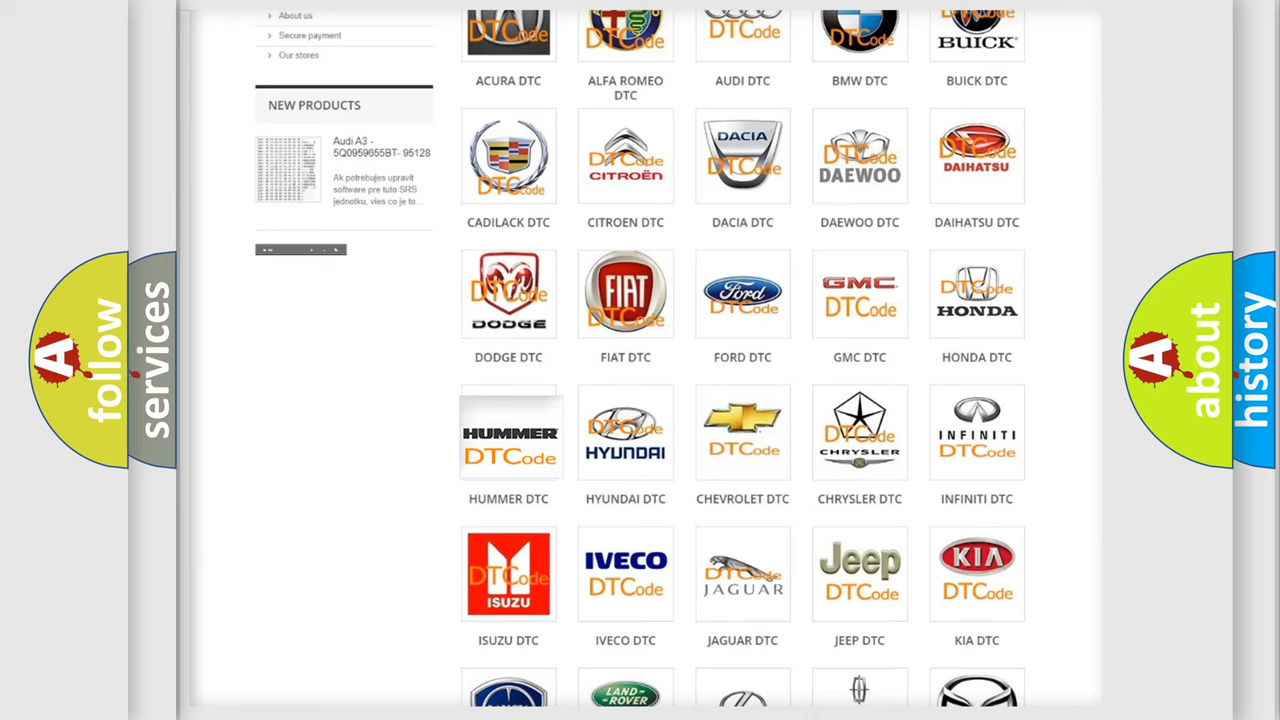 About us
Secure payment
Our stores
NEW PRODUCTS
Audi A3 -
5Q0959655BT- 95128
Ak potrebujes upravit
software pre tuto SRS
jednotku, vies co je to...
A follow
services
DTCode
DTCode
DTCode
DTCode
BUICK
ACURA DTC
ALFA ROMEO
DTC
AUDI DTC
BMW DTC
BUICK DTC
DTCode
DTCode
CITROËN
DACIA
DTCode
DTCode
DAEWOO
DTCode
DAIHATSU
CADILACK DTC
CITROEN DTC
DACIA DTC
DAEWOO DTC
DAIHATSU DTC
DTCode
DODGE
FIAT
DTCode
Ford
DTCode
GMC
DTCode
DTCode
HONDA
DODGE DTC
FIAT DTC
FORD DTC
GMC DTC
HONDA DTC
HUMMER
DTCode
DTCode
HYUNDAI
DTCode
DTCode
CHRYSLER
INFINITI
DTCode
HUMMER DTC
HYUNDAI DTC
CHEVROLET DTC
CHRYSLER DTC
INFINITI DTC
DTCode
ISUZU
IVECO
DTCode
DTCode
JAGUAR
Jeep
DTCode
KIA
DTCode
ISUZU DTC
IVECO DTC
JAGUAR DTC
JEEP DTC
KIA DTC
LAND-
ROVER
A about
history